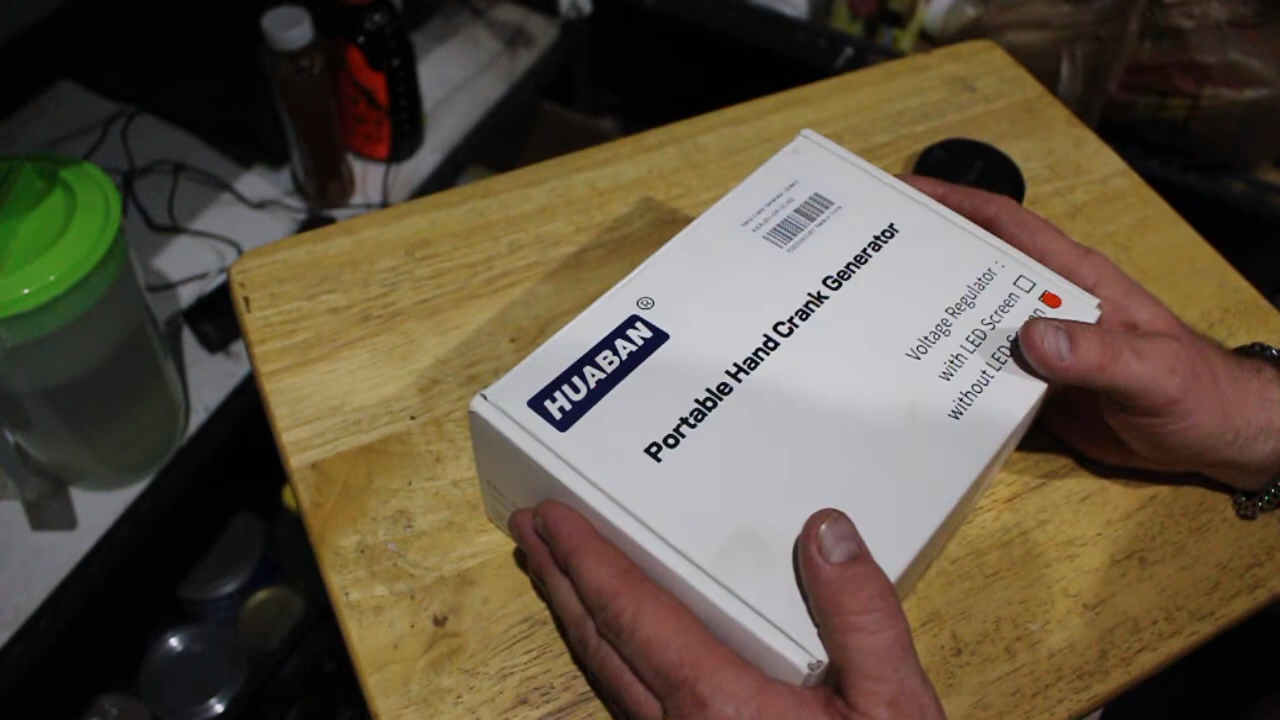 HUABAN®
Portable Hand Crank Generator
Voltage Regulator :
with LED Screen
without LED